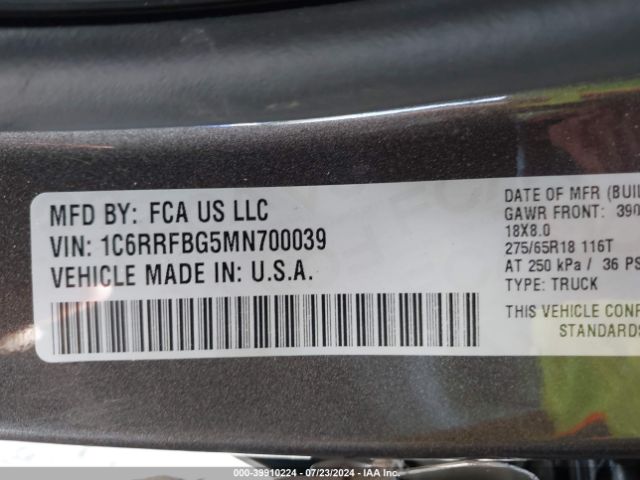 MFD BY: FCA US LLC
VIN: 1C6RRFBG5MN700039
VEHICLE MADE IN: U.S.A.
DATE OF MFR (BUI
GAWR FRONT: 390
18X8.0
275/65R18 116T
AT 250 kPa / 36 PS
TYPE: TRUCK
THIS VEHICLE CONF
STANDARDS
000-39910224 - 07/23/2024 - IAAI.com